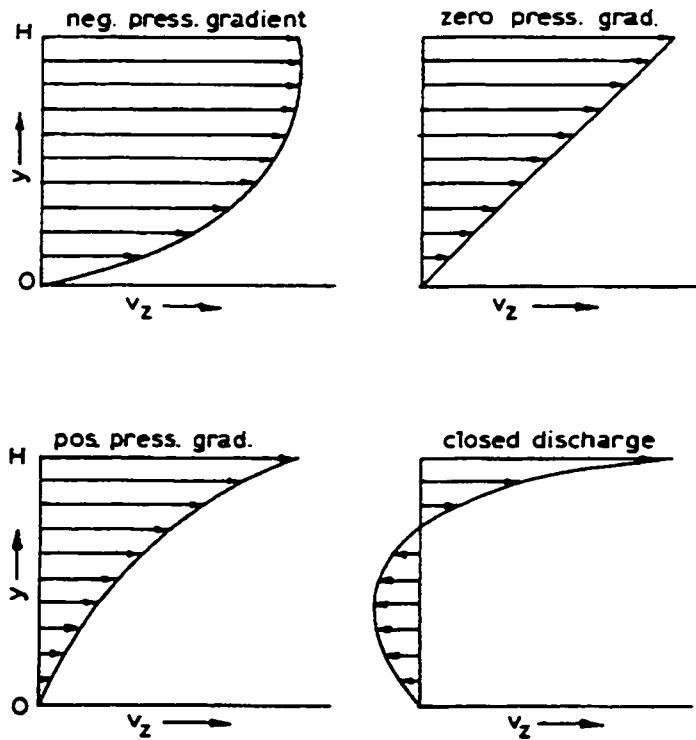 neg. press. gradient
H
y
O
v_z
zero press. grad.
v_z
pos. press. grad.
H
y
O
v_z
closed discharge
v_z